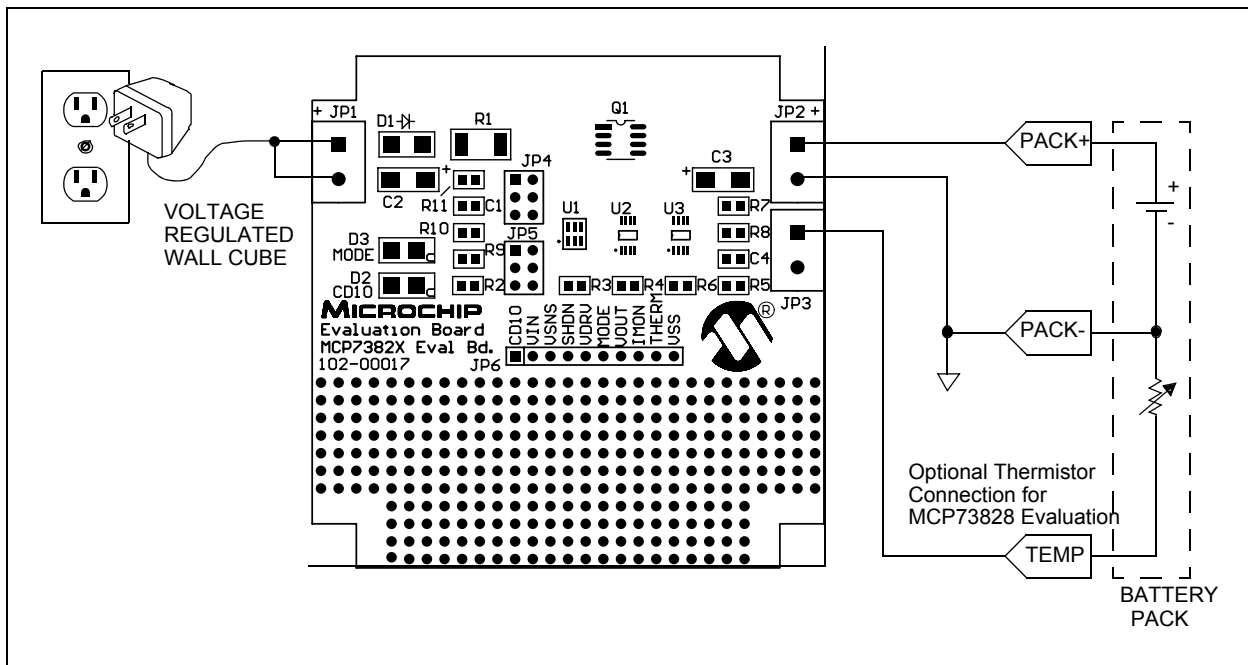 + JP1
D1
R1
Q1
JP2 +
C2
R11
C1
JP4
C3
R10
U1
U2
U3
R7
R8
D3
MODE
R9
JP5
C4
D2
CD10
R2
R3
R4
R6
R5
JP3
VOLTAGE
REGULATED
WALL CUBE
MICROCHIP
®
Evaluation Board
MCP7382X Eval Bd.
102-00017
JP6
CD10
VIN
VSNS
SHDN
VDRV
MODE
VOUT
IMON
THERM
VSS
PACK+
+
-
PACK-
Optional Thermistor
Connection for
MCP73828 Evaluation
TEMP
BATTERY
PACK